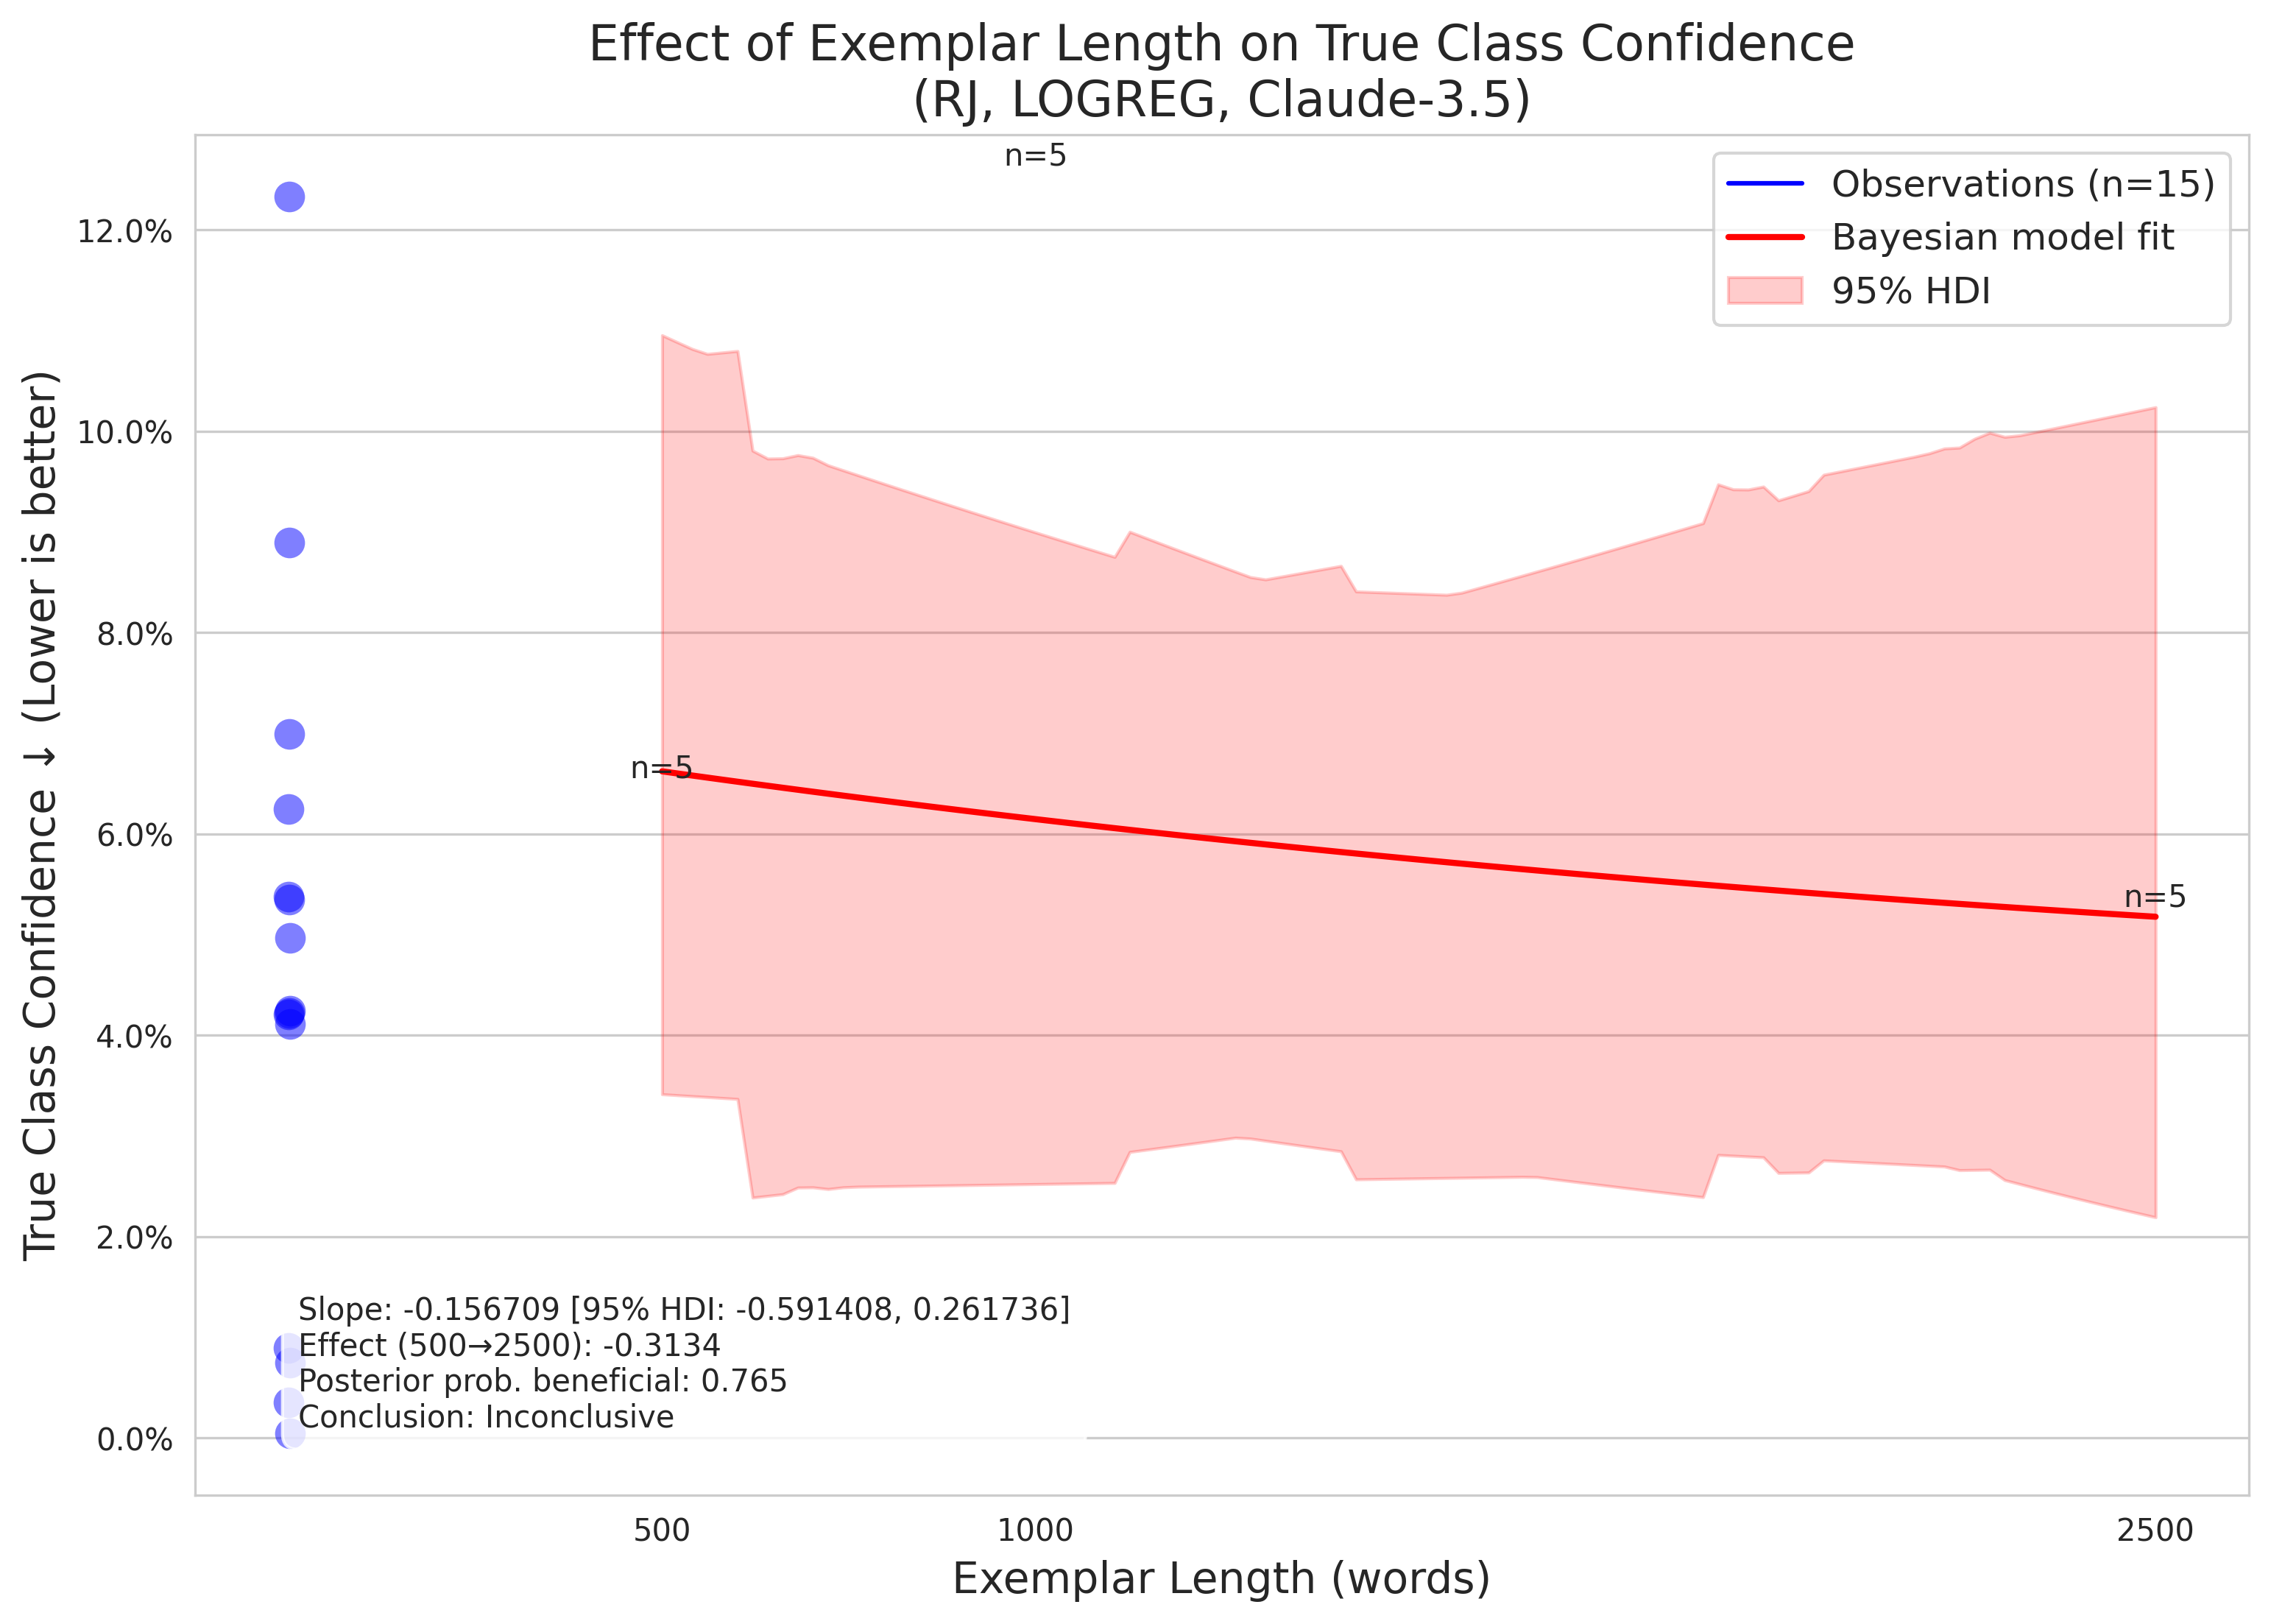 Effect of Exemplar Length on True Class Confidence
(RJ, LOGREG, Claude-3.5)
n=5
Observations (n=15)
Bayesian model fit
95% HDI
12.0%
10.0%
8.0%
6.0%
4.0%
2.0%
0.0%
True Class Confidence ↓ (Lower is better)
n=5
n=5
Slope: -0.156709 [95% HDI: -0.591408, 0.261736]
Effect (500→2500): -0.3134
Posterior prob. beneficial: 0.765
Conclusion: Inconclusive
500
1000
2500
Exemplar Length (words)